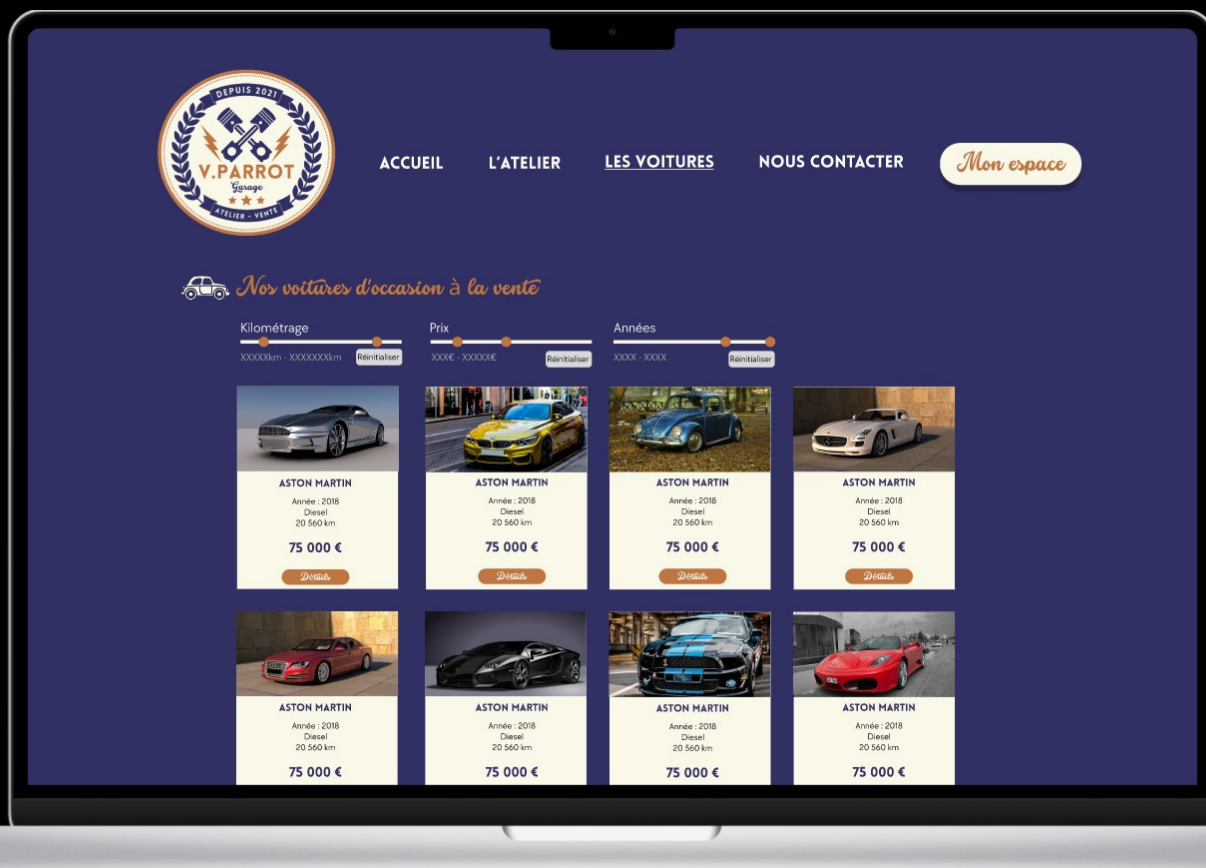 DEPUIS 2021
V.PARROT
Garage
ATELIER - VENTE
ACCUEIL
L'ATELIER
LES VOITURES
NOUS CONTACTER
Mon espace
Nos voitures d'occasion à la vente
Kilométrage
XXXXXkm - XXXXXXXkm
Réinitialiser
Prix
XXX€ - XXXXX€
Réinitialiser
Années
XXXX - XXXX
Réinitialiser
ASTON MARTIN
Année : 2018
Diesel
20 560 km
75 000 €
Détails
ASTON MARTIN
Année : 2018
Diesel
20 560 km
75 000 €
Détails
ASTON MARTIN
Année : 2018
Diesel
20 560 km
75 000 €
Détails
ASTON MARTIN
Année : 2018
Diesel
20 560 km
75 000 €
Détails
ASTON MARTIN
Année : 2018
Diesel
20 560 km
75 000 €
ASTON MARTIN
Année : 2018
Diesel
20 560 km
75 000 €
ASTON MARTIN
Année : 2018
Diesel
20 560 km
75 000 €
ASTON MARTIN
Année : 2018
Diesel
20 560 km
75 000 €